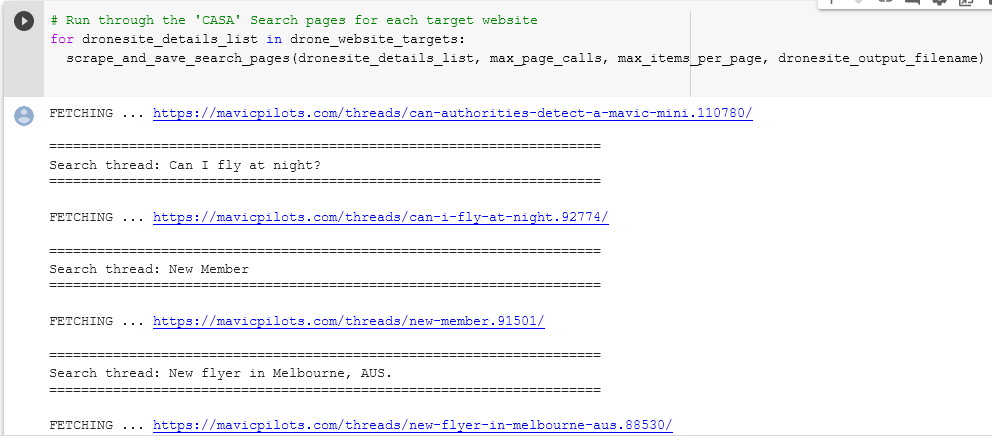 # Run through the 'CASA' Search pages for each target website
for dronesite_details_list in drone_website_targets:
scrape_and_save_search_pages(dronesite_details_list, max_page_calls, max_items_per_page, dronesite_output_filename)
FETCHING ... https://mavicpilots.com/threads/can-authorities-detect-a-mavic-mini.110780/
=====================================================================
Search thread: Can I fly at night?
=====================================================================
FETCHING ... https://mavicpilots.com/threads/can-i-fly-at-night.92774/
=====================================================================
Search thread: New Member
=====================================================================
FETCHING ... https://mavicpilots.com/threads/new-member.91501/
=====================================================================
Search thread: New flyer in Melbourne, AUS.
=====================================================================
FETCHING ... https://mavicpilots.com/threads/new-flyer-in-melbourne-aus.88530/